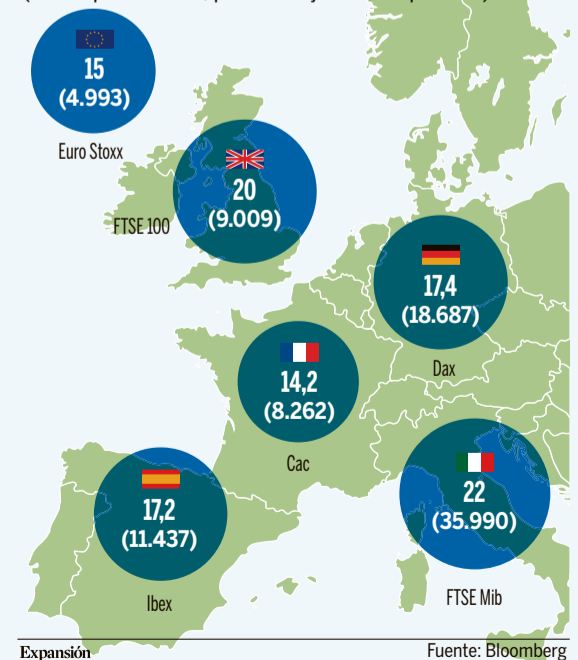 15
(4.993)
Euro Stoxx
20
(9.009)
FTSE 100
17,4
(18.687)
Dax
14,2
(8.262)
Cac
17,2
(11.437)
Ibex
22
(35.990)
FTSE Mib
Expansión
Fuente: Bloomberg